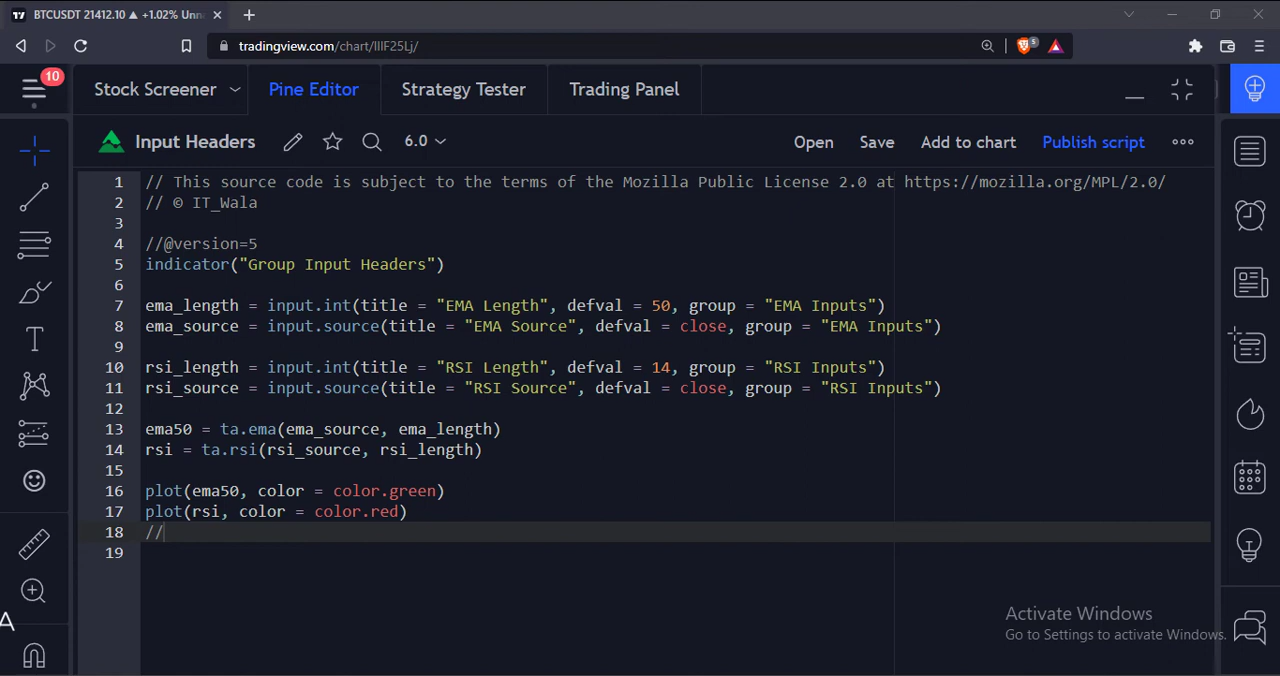 BTCUSDT 21412.10 ▲ +1.02% Unna
tradingview.com/chart/IIIF25Lj/
5
10
Stock Screener
Pine Editor
Strategy Tester
Trading Panel
Input Headers
6.0
Open
Save
Add to chart
Publish script
1 // This source code is subject to the terms of the Mozilla Public License 2.0 at https://mozilla.org/MPL/2.0/
2 // © IT_Wala
3
4 //@version=5
5 indicator("Group Input Headers")
6
7 ema_length = input.int(title = "EMA Length", defval = 50, group = "EMA Inputs")
8 ema_source = input.source(title = "EMA Source", defval = close, group = "EMA Inputs")
9
10 rsi_length = input.int(title = "RSI Length", defval = 14, group = "RSI Inputs")
11 rsi_source = input.source(title = "RSI Source", defval = close, group = "RSI Inputs")
12
13 ema50 = ta.ema(ema_source, ema_length)
14 rsi = ta.rsi(rsi_source, rsi_length)
15
16 plot(ema50, color = color.green)
17 plot(rsi, color = color.red)
18 //
19
A
Activate Windows
Go to Settings to activate Windows.